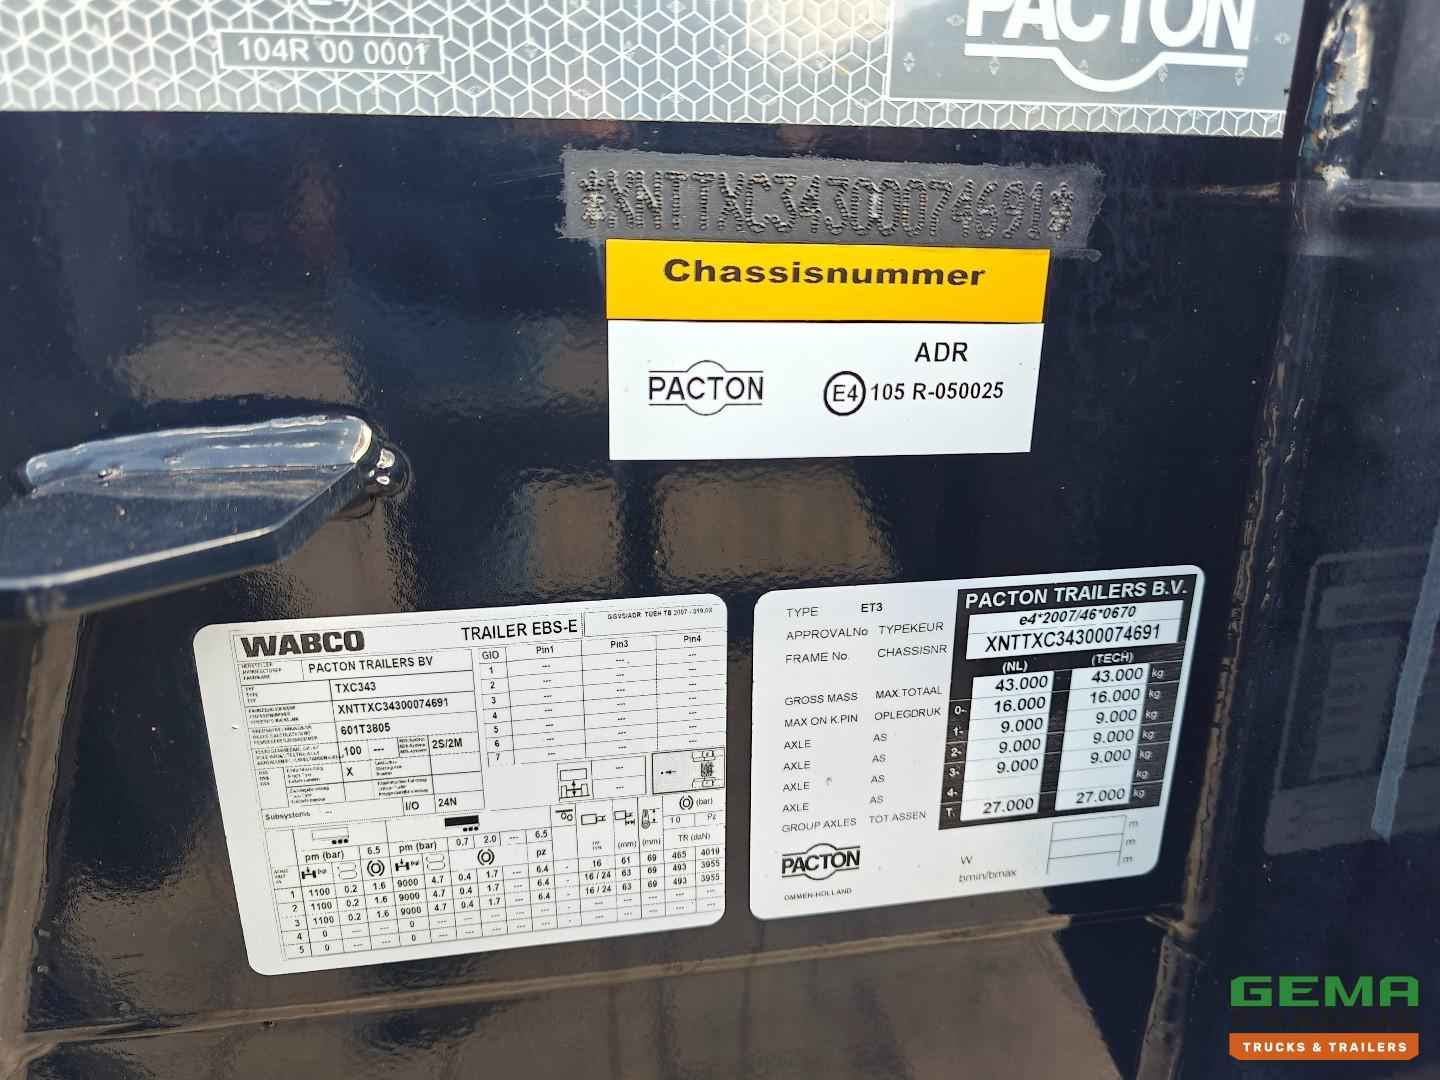 104R 00 0001
PACTON
*XNTTXC34300074691*
Chassisnummer
ADR
PACTON
E4 105 R-050025
WABCO
TRAILER EBS-E
PACTON TRAILERS BV
TXC343
XNTTXC34300074691
601T3805
100 --- 2S/2M
X
Subsystems ---
I/O 24N
GIO Pin1 Pin3 Pin4
1 --- --- ---
2 --- --- ---
3 --- --- ---
4 --- --- ---
5 --- --- ---
6 --- --- ---
7 --- --- ---
pm (bar) 6.5 pm (bar) 0.7 2.0 --- 6.5
pz (mm) (mm) TR (daN)
(bar)
1.0 Pz
1 1100 0.2 1.6 9000 4.7 0.4 1.7 --- 6.4 16 61 69 465 4019
2 1100 0.2 1.6 9000 4.7 0.4 1.7 --- 6.4 16 / 24 63 69 493 3955
3 1100 0.2 1.6 9000 4.7 0.4 1.7 --- 6.4 16 / 24 63 69 493 3955
4 0 --- --- 0
5 0 --- --- 0
PACTON TRAILERS B.V.
TYPE ET3
e4*2007/46*0670
APPROVALNo TYPEKEUR
XNTTXC34300074691
FRAME No. CHASSISNR
(NL) (TECH)
GROSS MASS MAX TOTAAL 43.000 43.000 kg
MAX ON K.PIN OPLEGDRUK 0- 16.000 16.000 kg
AXLE AS 1- 9.000 9.000 kg
AXLE AS 2- 9.000 9.000 kg
AXLE AS 3- 9.000 9.000 kg
AXLE AS 4- kg
GROUP AXLES TOT ASSEN T. 27.000 27.000 kg
PACTON
OMMEN-HOLLAND
W
bmin/bmax
m
m
m
GEMA
TRUCKS & TRAILERS